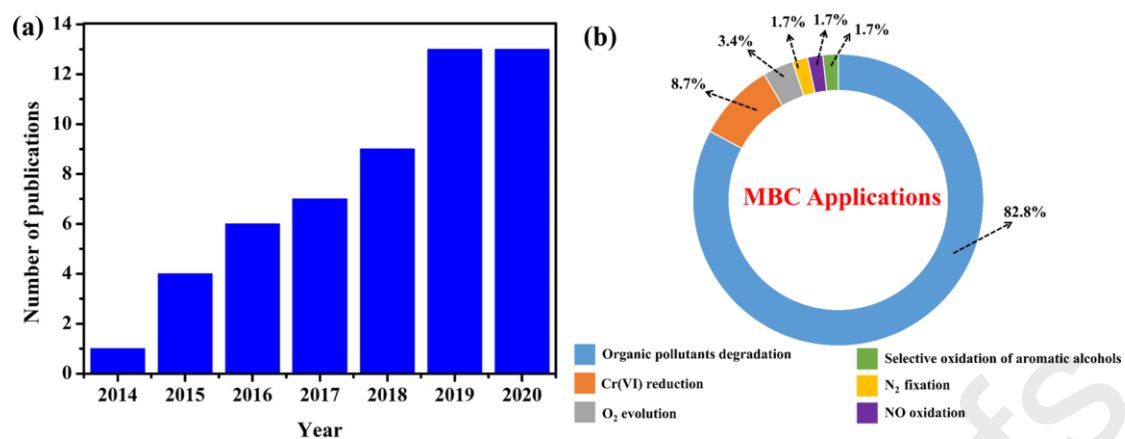 (a)
14
12
10
8
6
4
2
0
Number of publications
2014 2015 2016 2017 2018 2019 2020
Year
(b)
1.7%
1.7%
1.7%
3.4%
8.7%
82.8%
MBC Applications
Organic pollutants degradation
Cr(VI) reduction
O₂ evolution
Selective oxidation of aromatic alcohols
N₂ fixation
NO oxidation
fs